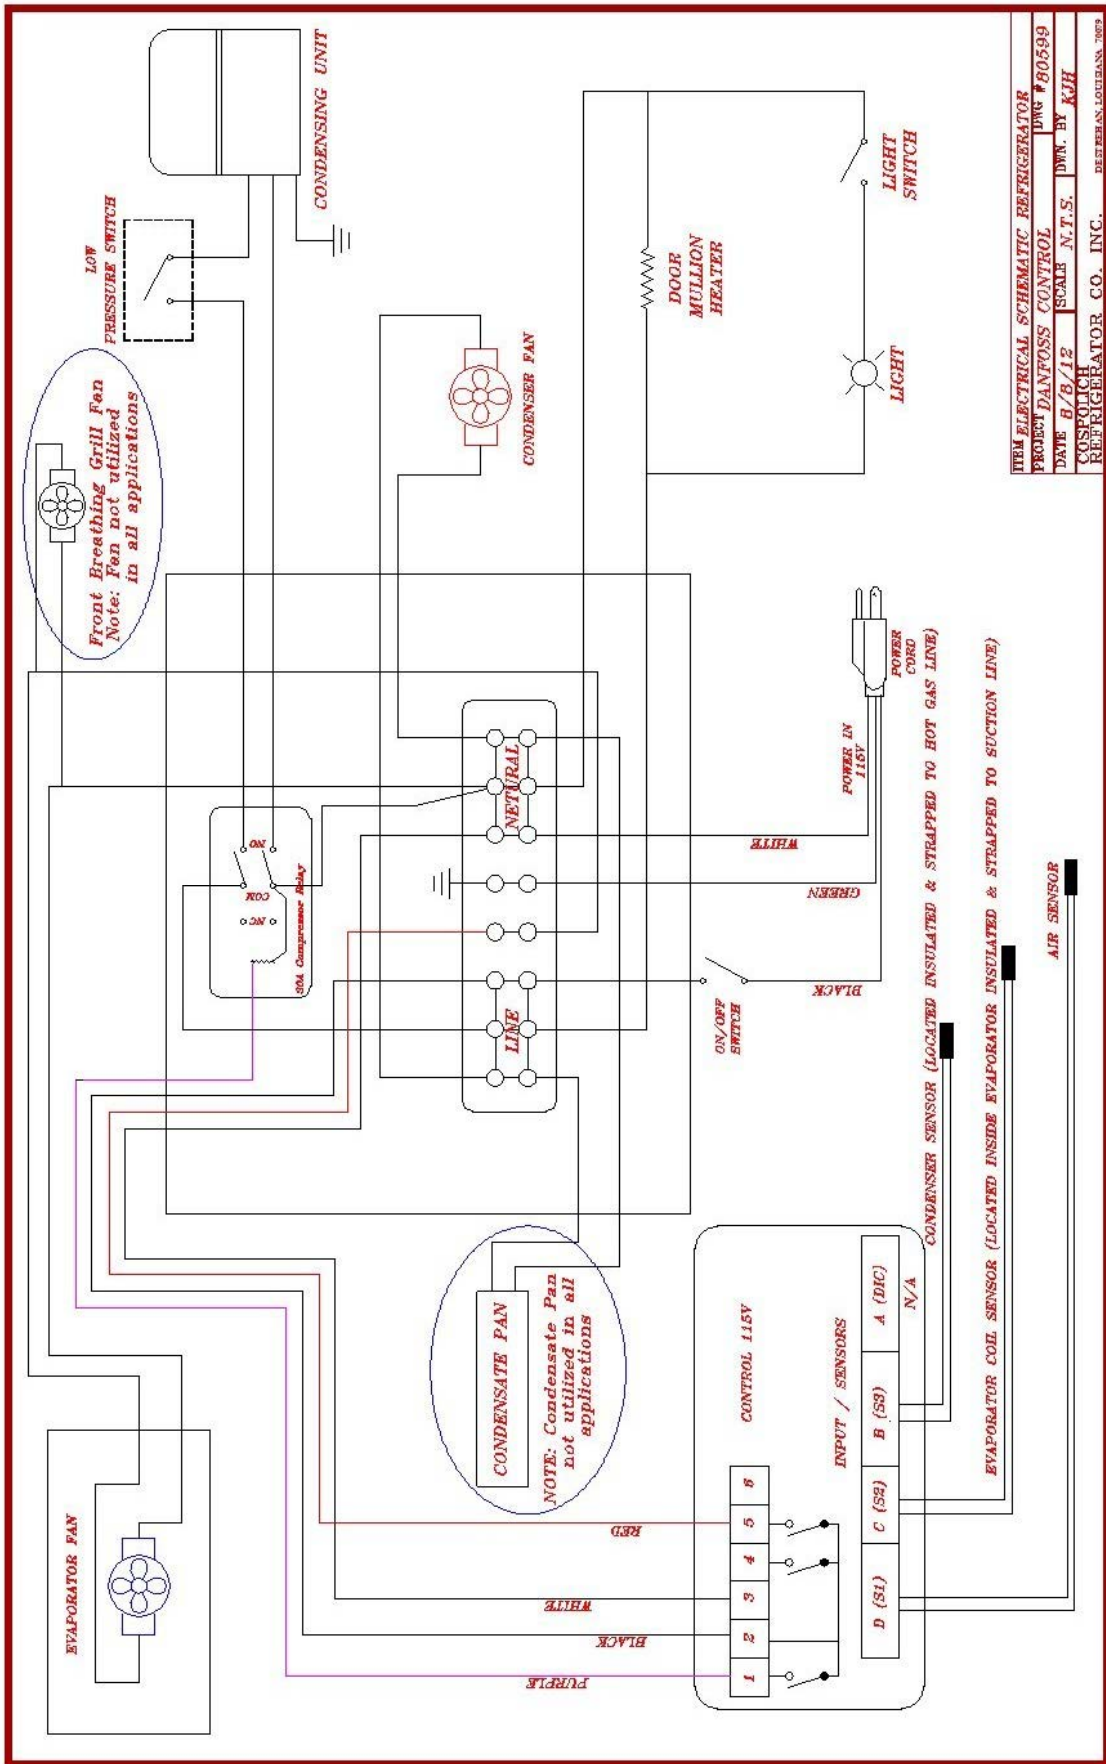 EVAPORATOR FAN
Front Breathing Grill Fan
Note: Fan not utilized
in all applications
LOW
PRESSURE SWITCH
CONDENSING UNIT
NC
COM
NO
30A Compressor Relay
CONDENSATE PAN
NOTE: Condensate Pan
not utilized in all
applications
LINE
NETURAL
CONDENSER FAN
PURPLE
BLACK
WHITE
RED
ON/OFF
SWITCH
BLACK
GREEN
WHITE
POWER IN
115V
POWER
CORD
DOOR
MULLION
HEATER
LIGHT
LIGHT
SWITCH
1 2 3 4 5 6
CONTROL 115V
INPUT / SENSORS
D (S1) C (S2) B (S3) A (DIC)
N/A
CONDENSER SENSOR (LOCATED INSULATED & STRAPPED TO HOT GAS LINE)
EVAPORATOR COIL SENSOR (LOCATED INSIDE EVAPORATOR INSULATED & STRAPPED TO SUCTION LINE)
AIR SENSOR
ITEM ELECTRICAL SCHEMATIC REFRIGERATOR
PROJECT DANFOSS CONTROL DWG #80599
DATE 8/8/12 SCALE N.T.S. DWN. BY KJH
COSPOLICH
REFRIGERATOR CO. INC. DESTREHAN, LOUISIANA 70079